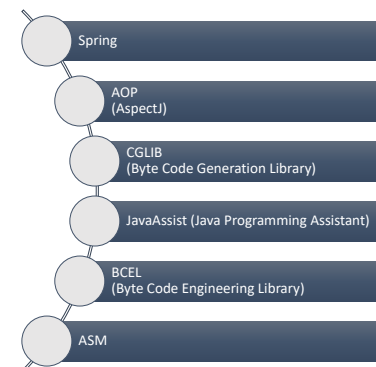 Spring
AOP
(AspectJ)
CGLIB
(Byte Code Generation Library)
JavaAssist (Java Programming Assistant)
BCEL
(Byte Code Engineering Library)
ASM